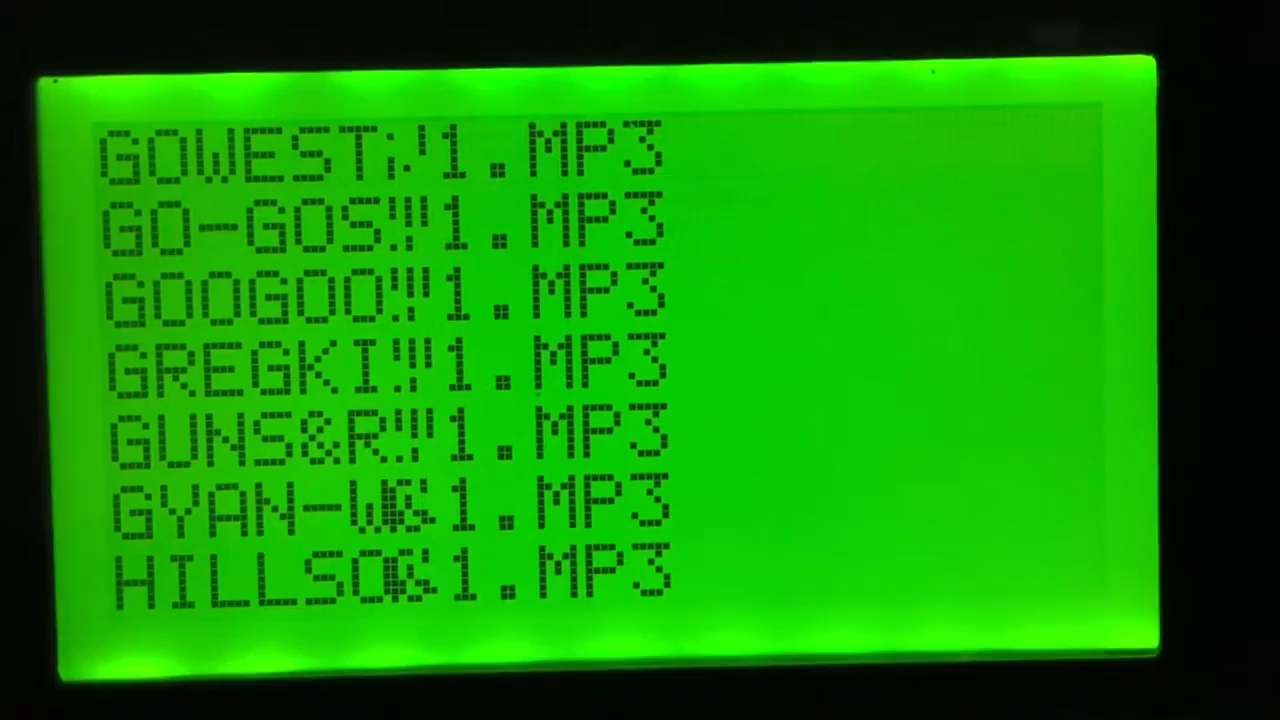 GOWEST 1.MP3
GO-GOS 1.MP3
GOOGOO 1.MP3
GREGKI 1.MP3
GUNS&R 1.MP3
GYAN-W 1.MP3
HILLSO 1.MP3